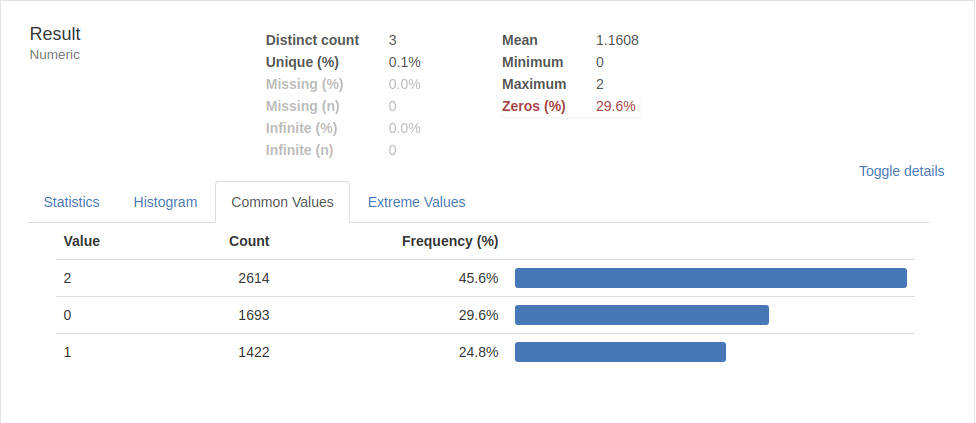 Result
Numeric
Distinct count 3
Unique (%) 0.1%
Missing (%) 0.0%
Missing (n) 0
Infinite (%) 0.0%
Infinite (n) 0
Mean 1.1608
Minimum 0
Maximum 2
Zeros (%) 29.6%
Toggle details
Statistics Histogram Common Values Extreme Values
Value Count Frequency (%)
2 2614 45.6%
0 1693 29.6%
1 1422 24.8%